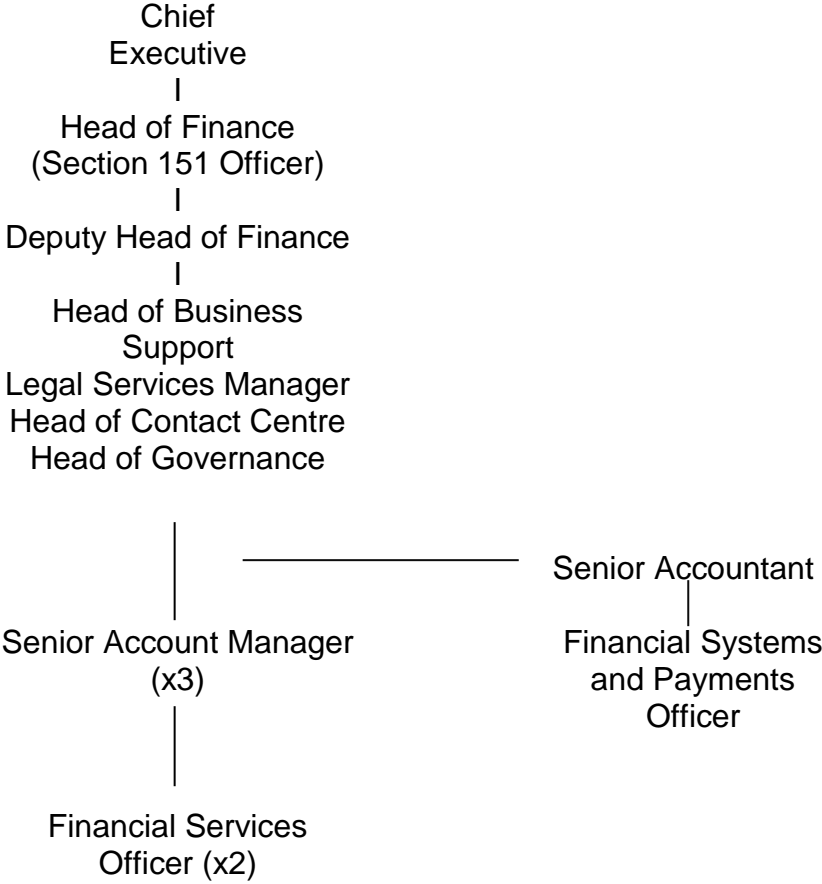 Chief
Executive
I
Head of Finance
(Section 151 Officer)
I
Deputy Head of Finance
I
Head of Business
Support
Legal Services Manager
Head of Contact Centre
Head of Governance
Senior Accountant
Senior Account Manager
(x3)
Financial Systems
and Payments
Officer
Financial Services
Officer (x2)